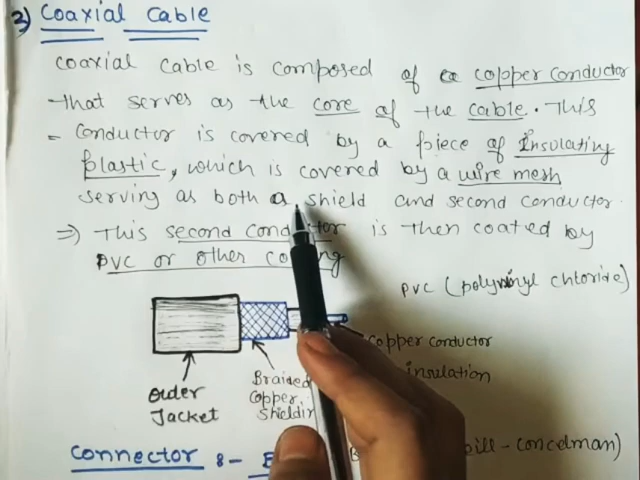 2) Coaxial Cable
Coaxial Cable is composed of a copper conductor
That serves as the core of the cable. This
= Conductor is covered by a piece of Insulating
plastic, which is covered by a wire mesh
serving as both a shield and second conductor.
⇒) This second conductor is then coated by
PVC or other coating
PVC (polyvinyl chloride)
Copper conductor
insulation
Braided
Copper
Shieldin
Outer
Jacket
Connector :-
ill-concelman)